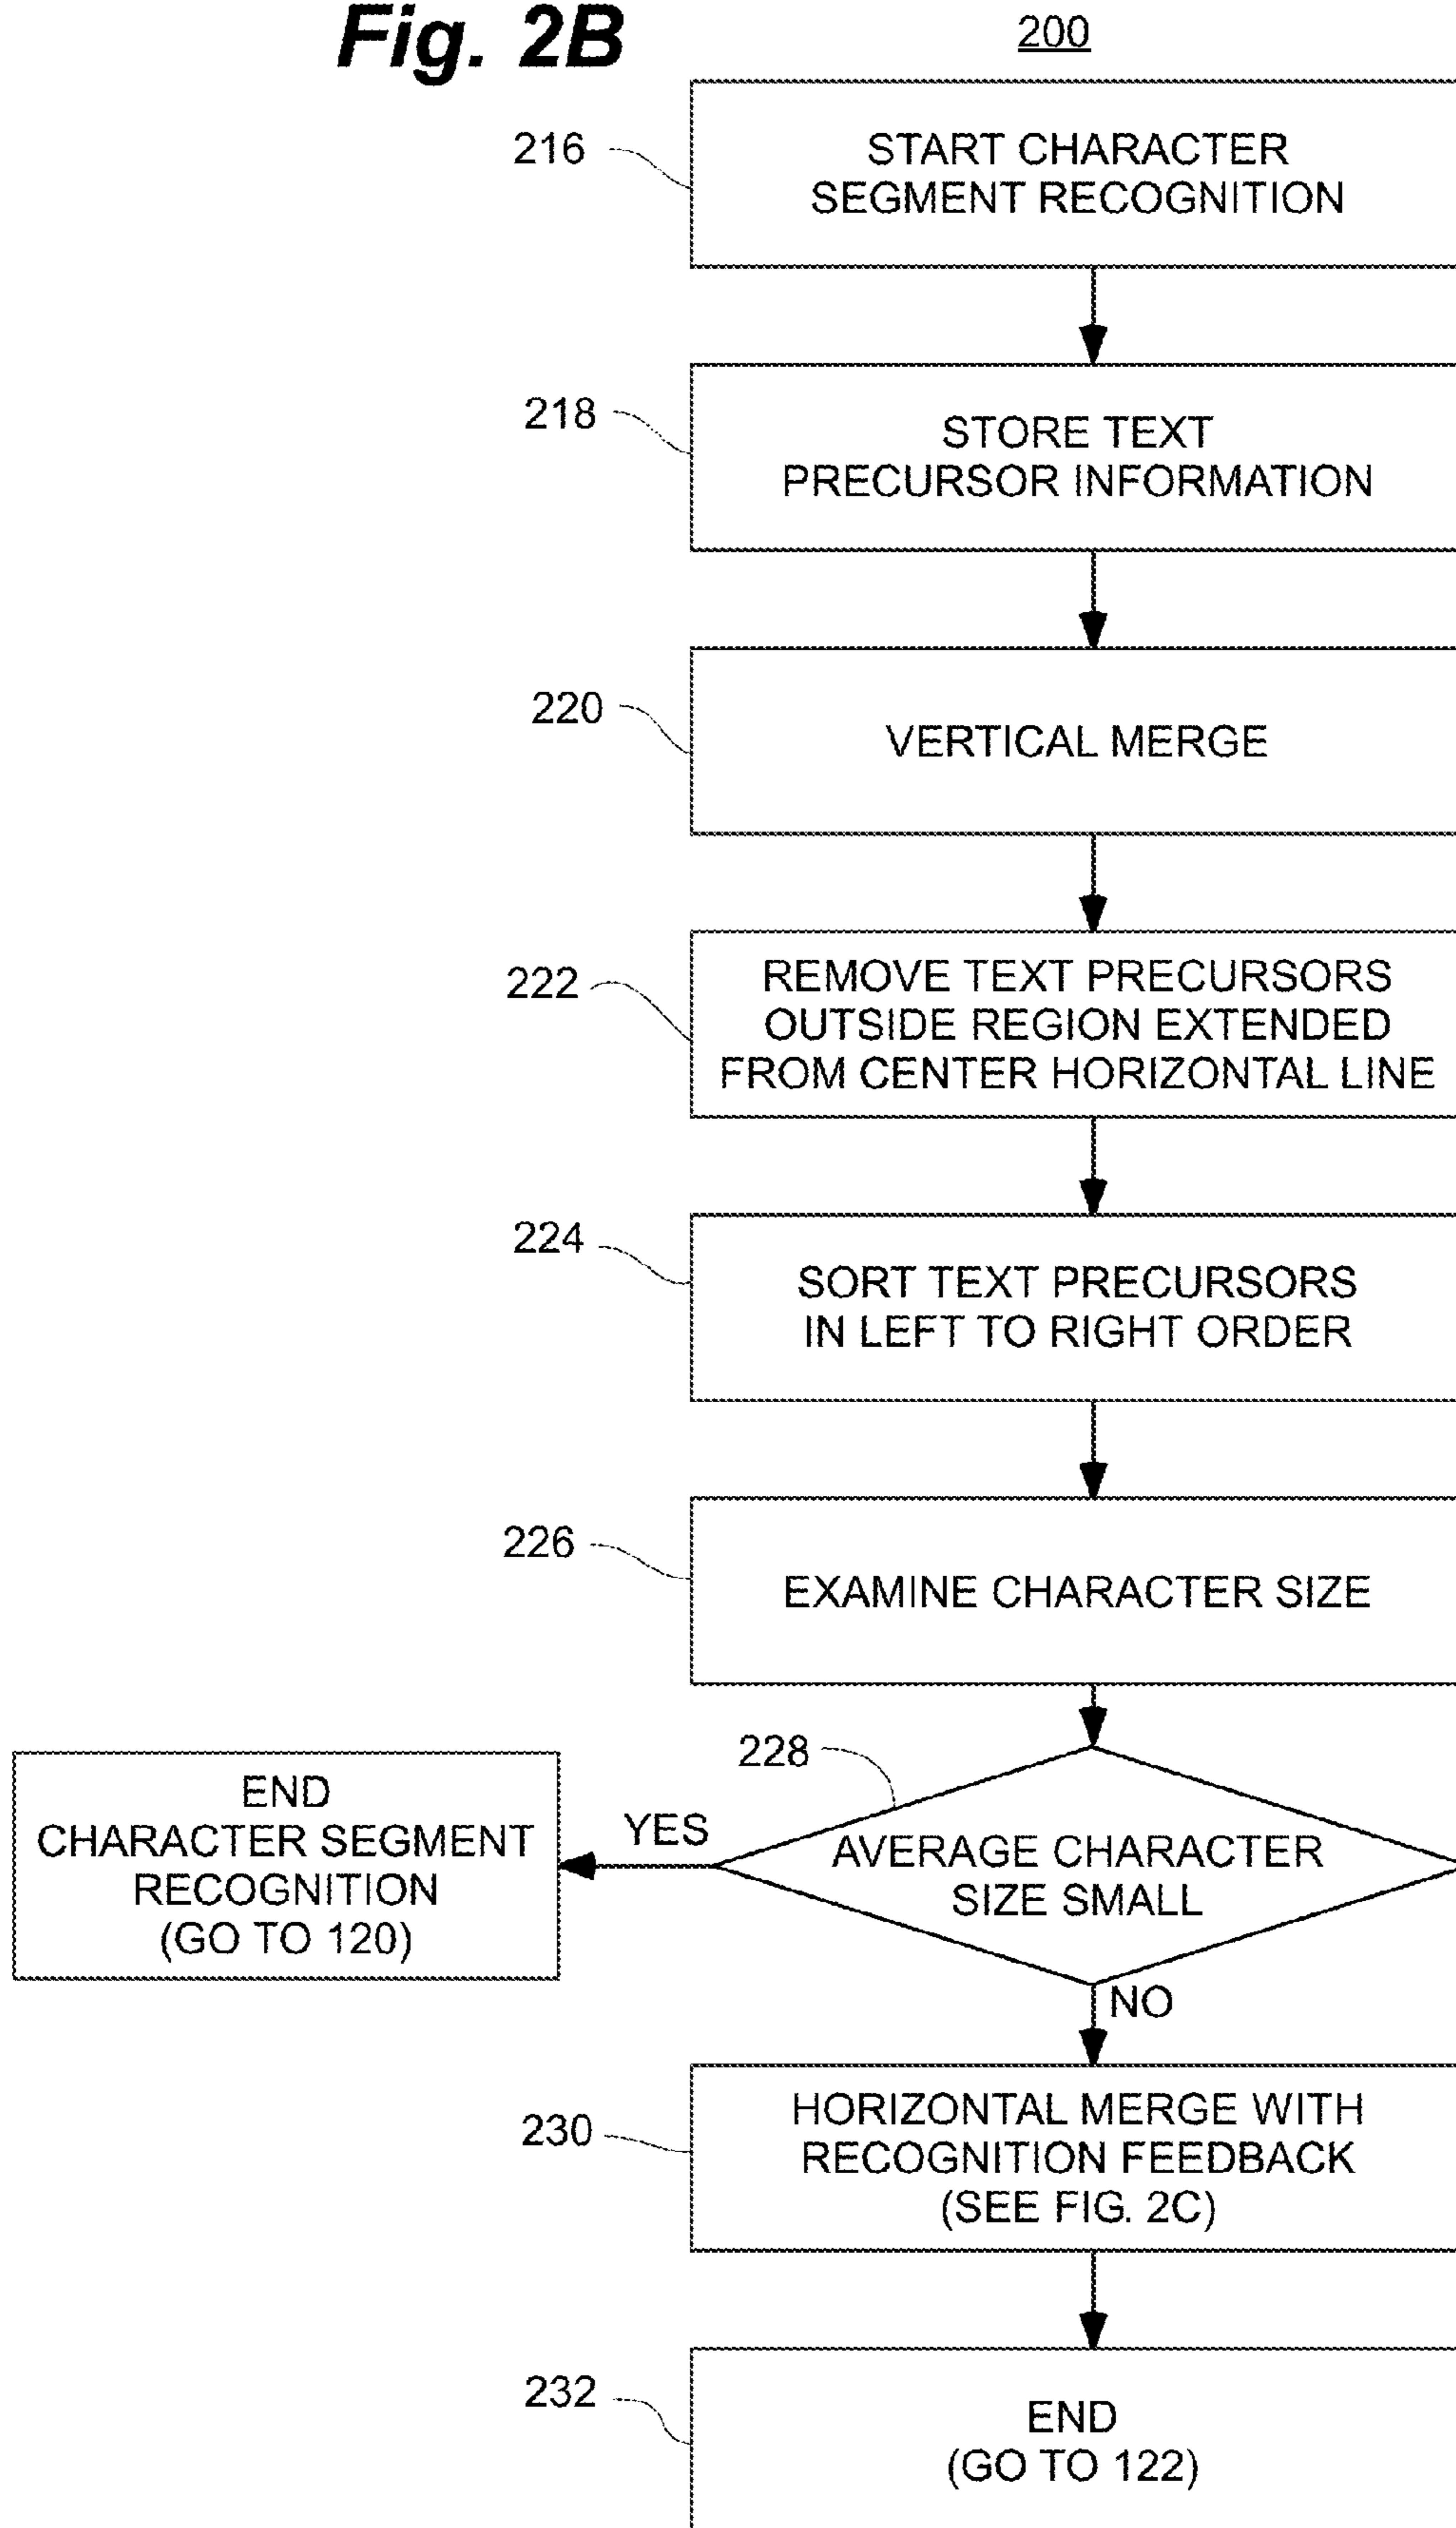 Fig. 2B
200
216
START CHARACTER
SEGMENT RECOGNITION
218
STORE TEXT
PRECURSOR INFORMATION
220
VERTICAL MERGE
222
REMOVE TEXT PRECURSORS
OUTSIDE REGION EXTENDED
FROM CENTER HORIZONTAL LINE
224
SORT TEXT PRECURSORS
IN LEFT TO RIGHT ORDER
226
EXAMINE CHARACTER SIZE
228
AVERAGE CHARACTER
SIZE SMALL
YES
END
CHARACTER SEGMENT
RECOGNITION
(GO TO 120)
NO
230
HORIZONTAL MERGE WITH
RECOGNITION FEEDBACK
(SEE FIG. 2C)
232
END
(GO TO 122)